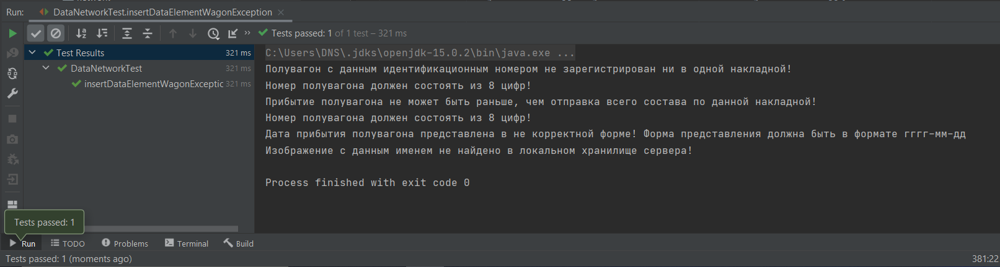 Run: DataNetworkTest.insertDataElementWagonException
Tests passed: 1 of 1 test – 321 ms
Test Results 321 ms
DataNetworkTest 321 ms
insertDataElementWagonExceptic 321 ms
C:\Users\DNS\.jdks\openjdk-15.0.2\bin\java.exe ...
Полувагон с данным идентификационным номером не зарегистрирован ни в одной накладной!
Номер полувагона должен состоять из 8 цифр!
Прибытие полувагона не может быть раньше, чем отправка всего состава по данной накладной!
Номер полувагона должен состоять из 8 цифр!
Дата прибытия полувагона представлена в не корректной форме! Форма представления должна быть в формате гггг-мм-дд
Изображение с данным именем не найдено в локальном хранилище сервера!
Process finished with exit code 0
Tests passed: 1
Run TODO Problems Terminal Build
Tests passed: 1 (moments ago) 381:22